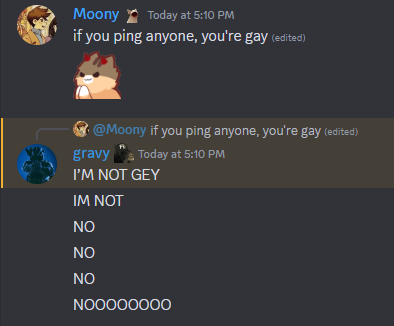 Moony Today at 5:10 PM
if you ping anyone, you're gay (edited)
@Moony if you ping anyone, you're gay (edited)
gravy Today at 5:10 PM
I'M NOT GEY
IM NOT
NO
NO
NO
NOOOOOOOO